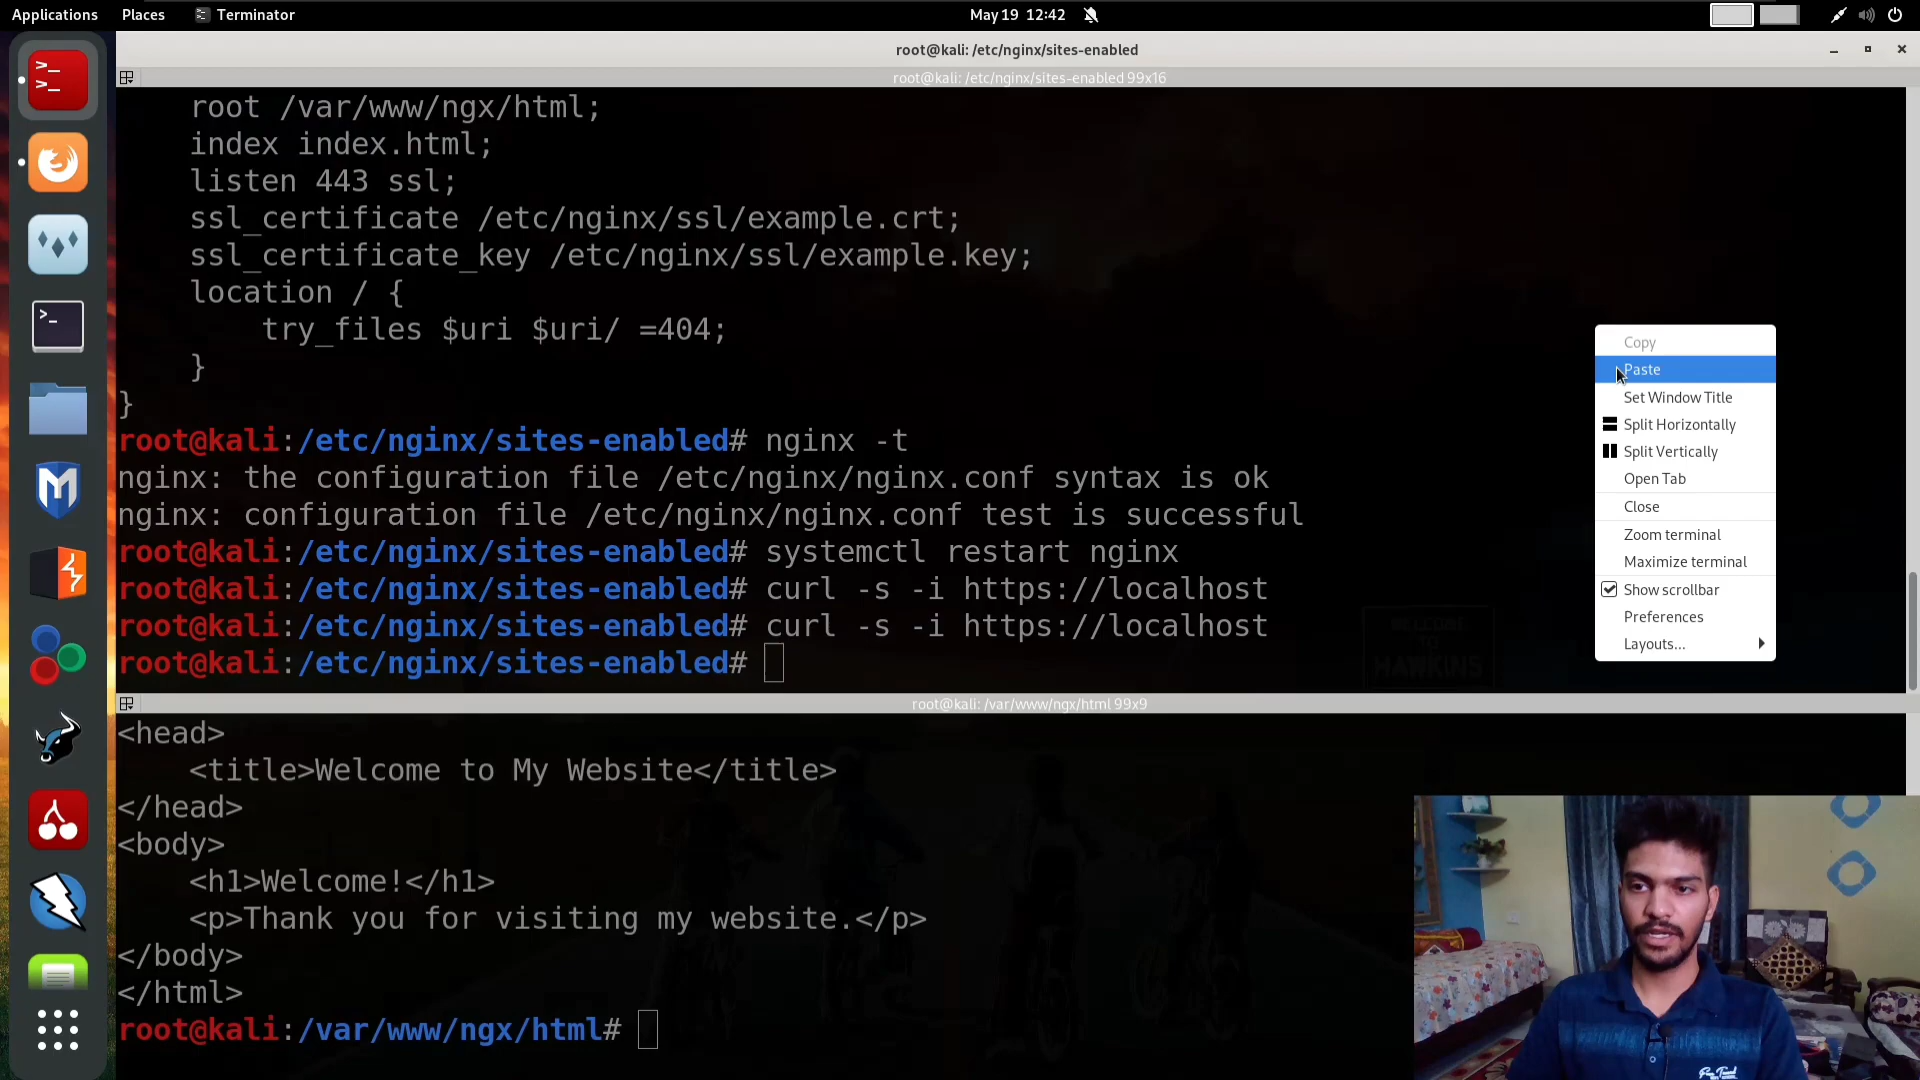 Applications Places Terminator May 19 12:42
root@kali: /etc/nginx/sites-enabled
root@kali: /etc/nginx/sites-enabled 99x16
root /var/www/ngx/html;
index index.html;
listen 443 ssl;
ssl_certificate /etc/nginx/ssl/example.crt;
ssl_certificate_key /etc/nginx/ssl/example.key;
location / {
try_files $uri $uri/ =404;
}
}
root@kali:/etc/nginx/sites-enabled# nginx -t
nginx: the configuration file /etc/nginx/nginx.conf syntax is ok
nginx: configuration file /etc/nginx/nginx.conf test is successful
root@kali:/etc/nginx/sites-enabled# systemctl restart nginx
root@kali:/etc/nginx/sites-enabled# curl -s -i https://localhost
root@kali:/etc/nginx/sites-enabled# curl -s -i https://localhost
root@kali:/etc/nginx/sites-enabled#
Copy
Paste
Set Window Title
Split Horizontally
Split Vertically
Open Tab
Close
Zoom terminal
Maximize terminal
Show scrollbar
Preferences
Layouts...
WELCOME
TO
HAWKINS
root@kali: /var/www/ngx/html 99x9
<head>
<title>Welcome to My Website</title>
</head>
<body>
<h1>Welcome!</h1>
<p>Thank you for visiting my website.</p>
</body>
</html>
root@kali:/var/www/ngx/html#